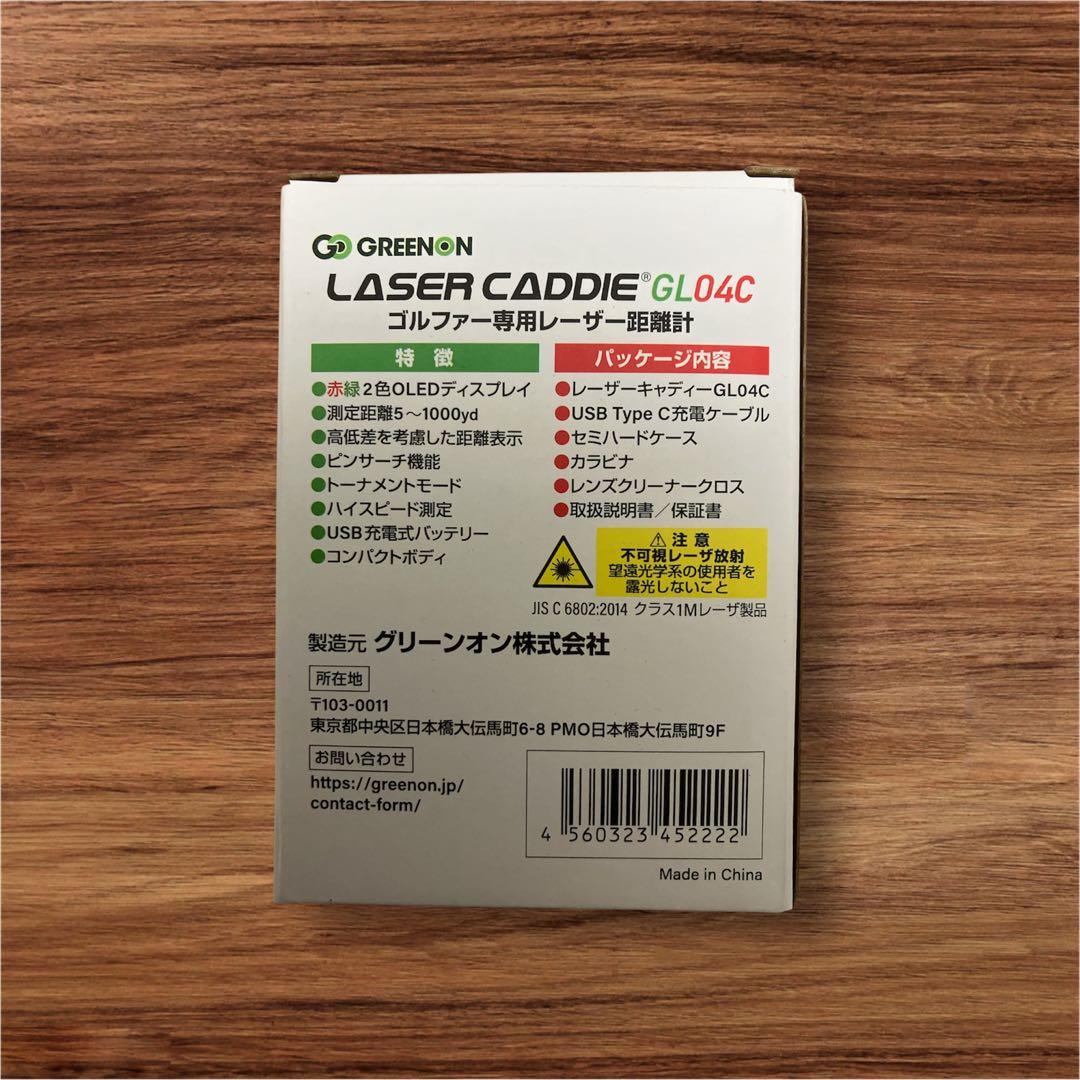 GREENON
LASER CADDIE® GL04C
ゴルファー専用レーザー距離計
特徴
●赤緑2色OLEDディスプレイ
●測定距離5～1000yd
●高低差を考慮した距離表示
●ピンサーチ機能
●トーナメントモード
●ハイスピード測定
●USB充電式バッテリー
●コンパクトボディ
パッケージ内容
●レーザーキャディーGL04C
●USB Type C充電ケーブル
●セミハードケース
●カラビナ
●レンズクリーナークロス
●取扱説明書／保証書
⚠注意
不可視レーザ放射
望遠光学系の使用者を
露光しないこと
JIS C 6802:2014 クラス1Mレーザ製品
製造元 グリーンオン株式会社
所在地
〒103-0011
東京都中央区日本橋大伝馬町6-8 PMO日本橋大伝馬町9F
お問い合わせ
https://greenon.jp/
contact-form/
4 560323 452222
Made in China